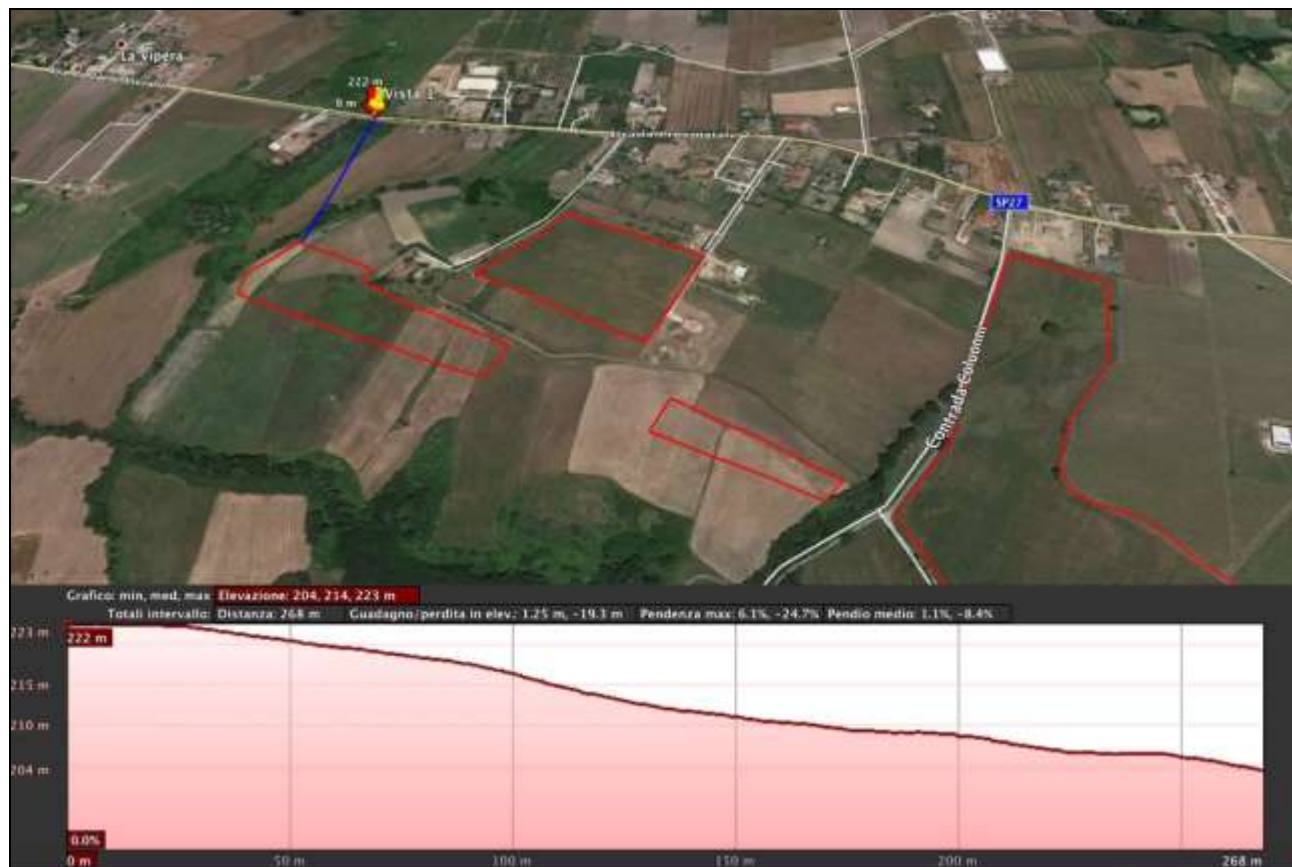 La Vipera
222 m
Vista 1
0 m
SP27
Contrada Coluonni
Grafico: min, med, max Elevazione: 204, 214, 223 m
Totali intervallo: Distanza: 268 m Guadagno/perdita in elev.: 1.25 m, -19.3 m Pendenza max: 6.1%, -24.7% Pendio medio: 1.1%, -8.4%
223 m
222 m
215 m
210 m
204 m
0.0%
0 m 50 m 100 m 150 m 200 m 268 m